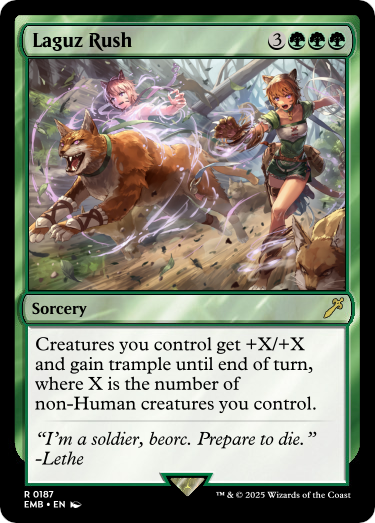 Laguz Rush 3
Sorcery
Creatures you control get +X/+X
and gain trample until end of turn,
where X is the number of
non-Human creatures you control.
“I’m a soldier, beorc. Prepare to die.”
-Lethe
R 0187
EMB • EN
™ & © 2025 Wizards of the Coast